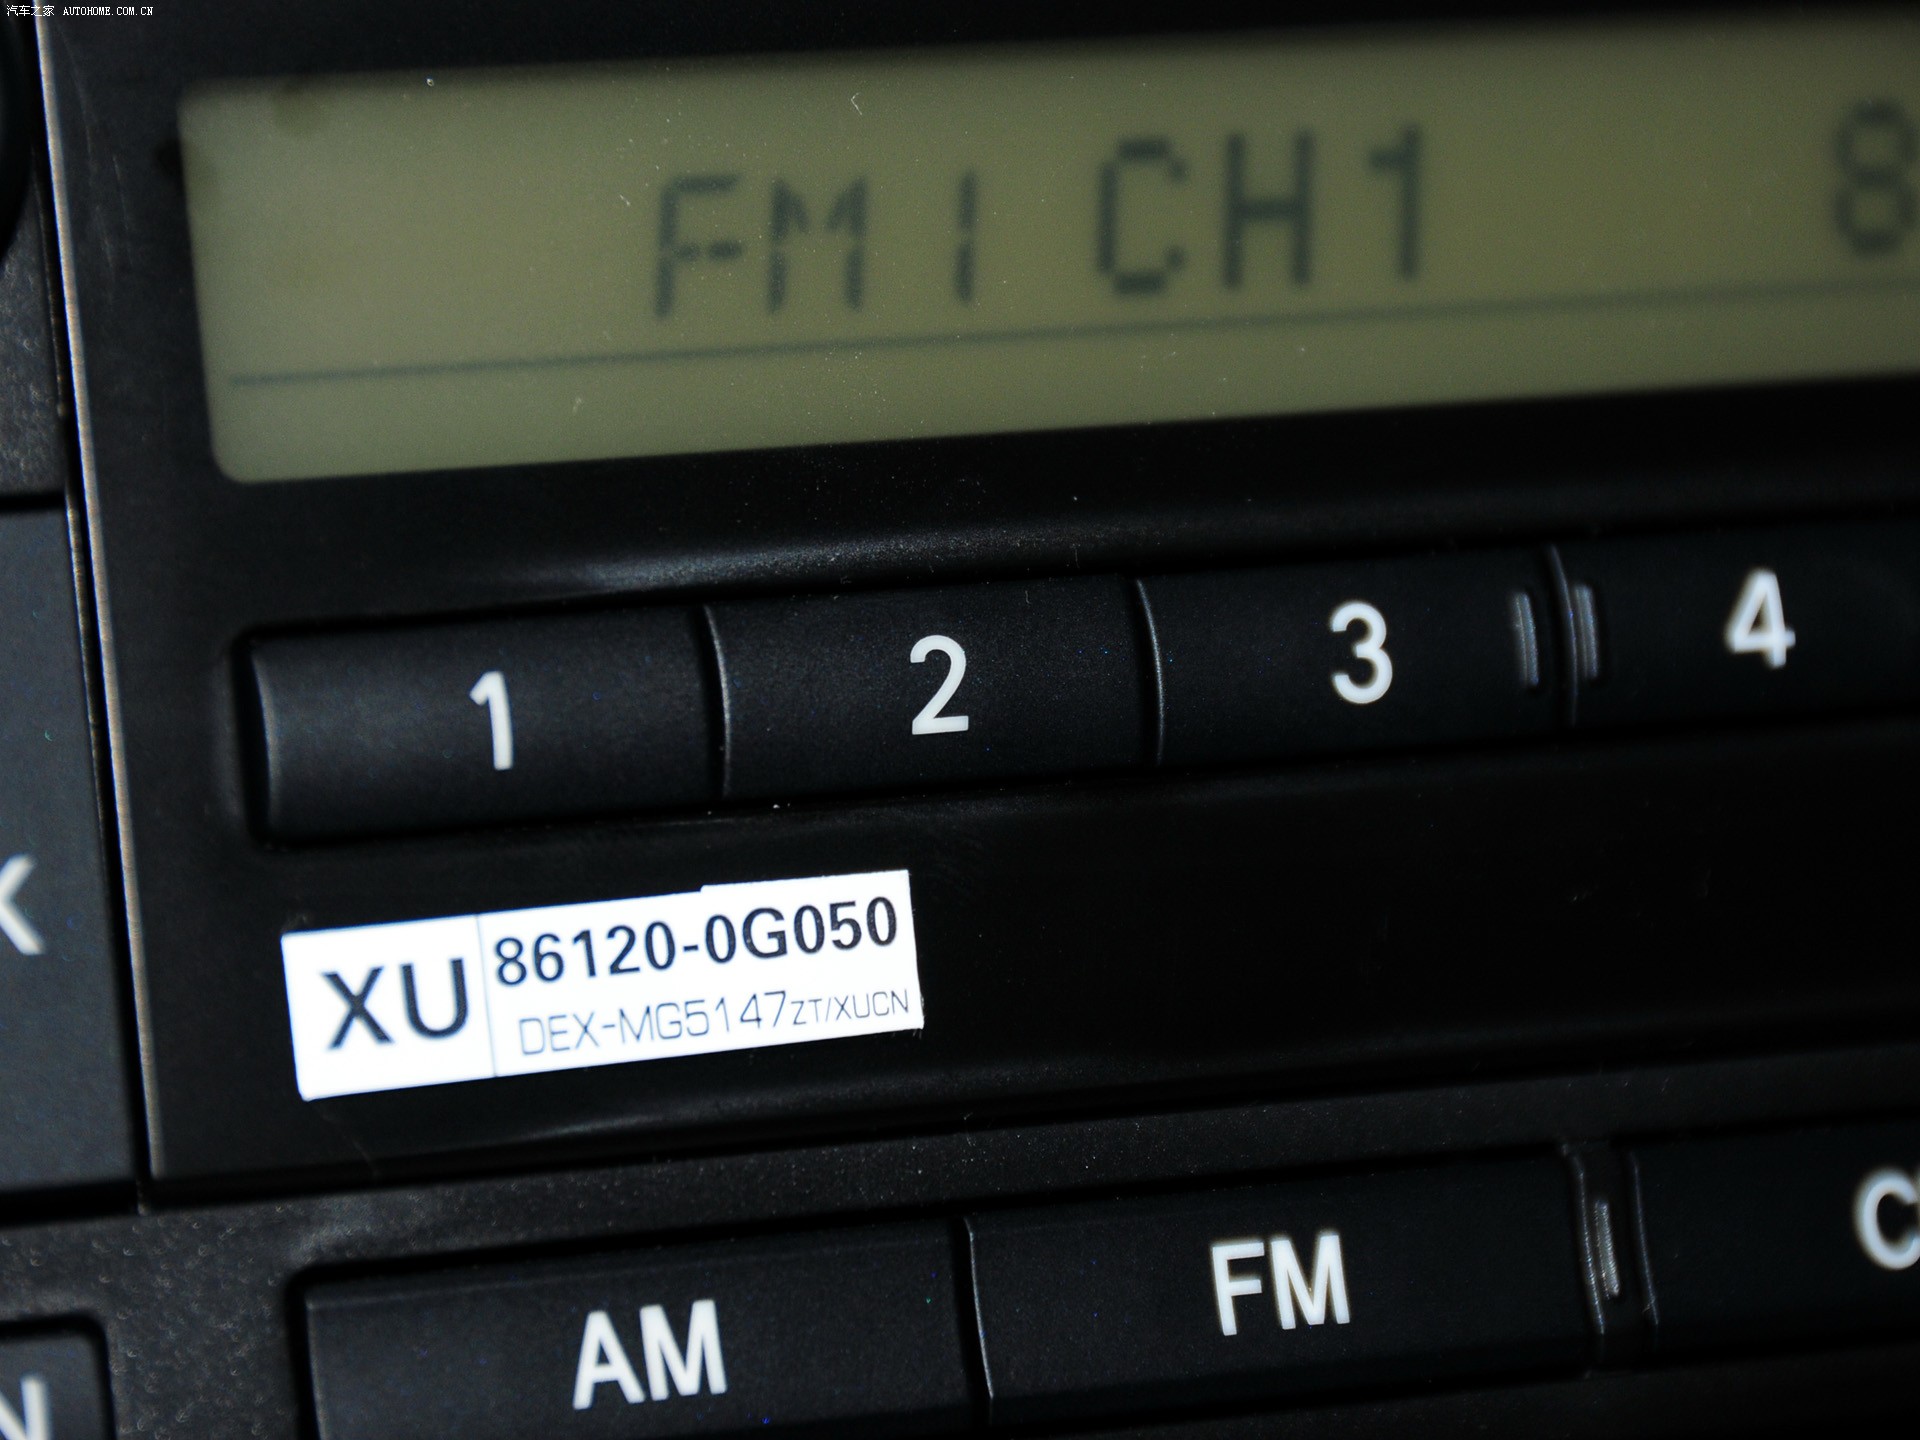 汽车之家 AUTOHOME.COM.CN
FM1 CH1 8
1 2 3 4
XU 86120-0G050
DEX-MG5147ZT/XUCN
AM FM